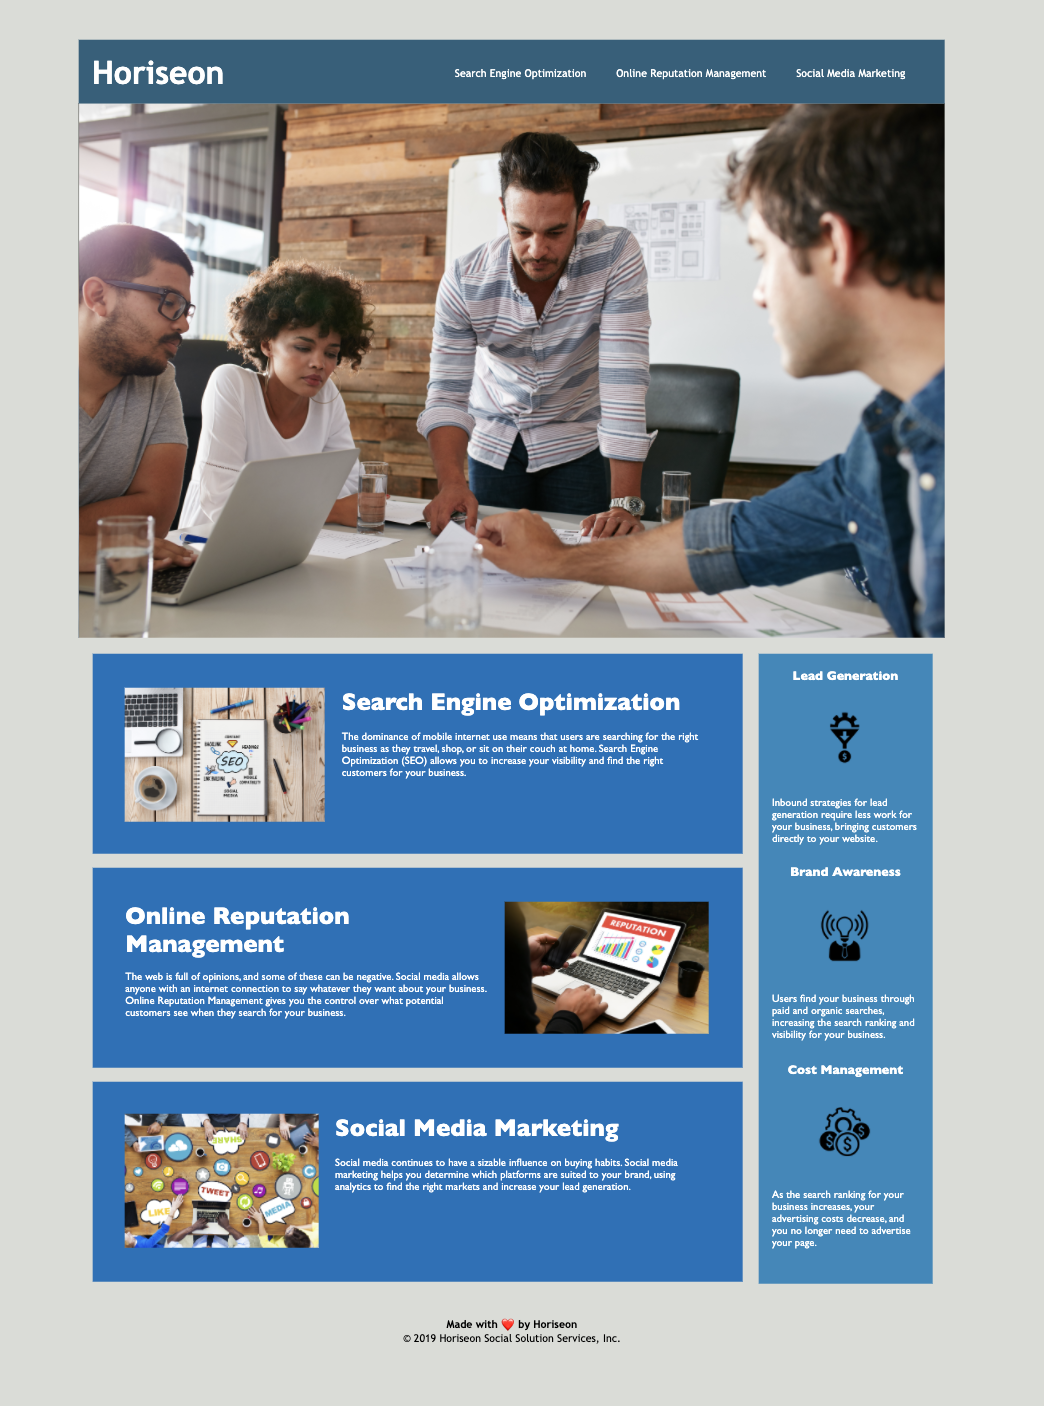 Horiseon
Search Engine Optimization
Online Reputation Management
Social Media Marketing
SEO
Search Engine Optimization
The dominance of mobile internet use means that users are searching for the right
business as they travel, shop, or sit on their couch at home. Search Engine
Optimization (SEO) allows you to increase your visibility and find the right
customers for your business.
Online Reputation
Management
The web is full of opinions, and some of these can be negative. Social media allows
anyone with an internet connection to say whatever they want about your business.
Online Reputation Management gives you the control over what potential
customers see when they search for your business.
REPUTATION
SHARE
TWEET
LIKE
MEDIA
Social Media Marketing
Social media continues to have a sizable influence on buying habits. Social media
marketing helps you determine which platforms are suited to your brand, using
analytics to find the right markets and increase your lead generation.
Lead Generation
$
Inbound strategies for lead
generation require less work for
your business, bringing customers
directly to your website.
Brand Awareness
Users find your business through
paid and organic searches,
increasing the search ranking and
visibility for your business.
Cost Management
$ $ $
As the search ranking for your
business increases, your
advertising costs decrease, and
you no longer need to advertise
your page.
Made with ❤️ by Horiseon
© 2019 Horiseon Social Solution Services, Inc.